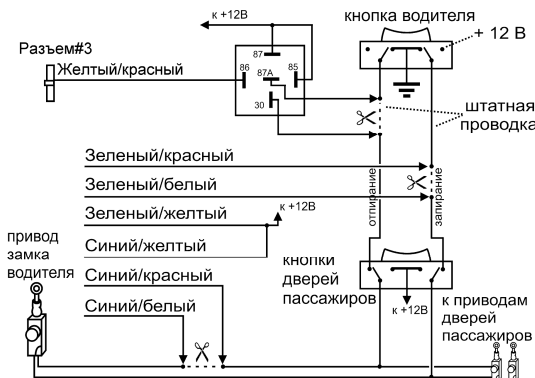 к +12В
кнопка водителя
+ 12 В
Разъем#3
Желтый/красный
87
86
87А
85
30
штатная
проводка
Зеленый/красный
Зеленый/белый
Зеленый/желтый
к +12В
Синий/желтый
отпирание
запирание
привод
замка
водителя
Синий/красный
Синий/белый
кнопки
дверей
пассажиров
к +12В
к приводам
дверей
пассажиров